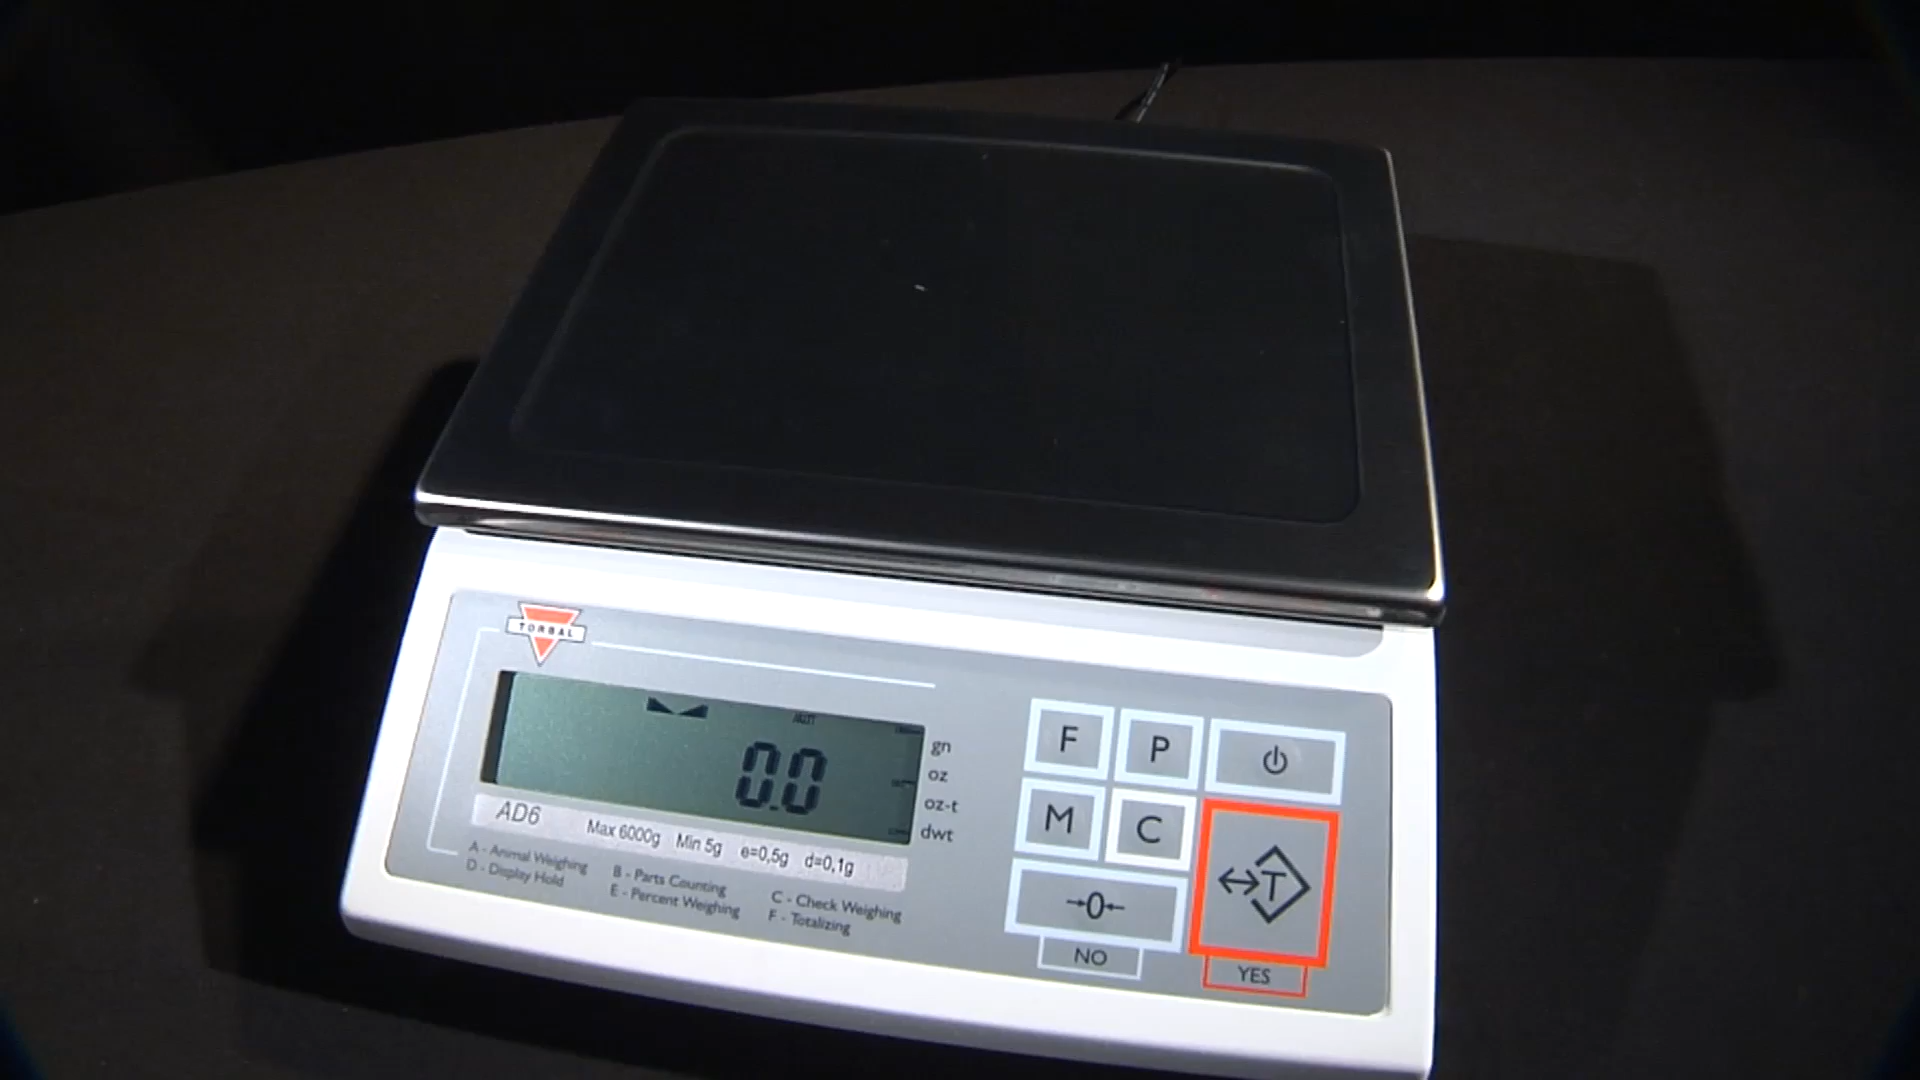 TORBAL
0.0
gn
oz
oz-t
dwt
AD6
Max 6000g Min 5g e=0,5g d=0,1g
A - Animal Weighing B - Parts Counting C - Check Weighing
D - Display Hold E - Percent Weighing F - Totalizing
F P
M C
→0← ↔T
NO YES